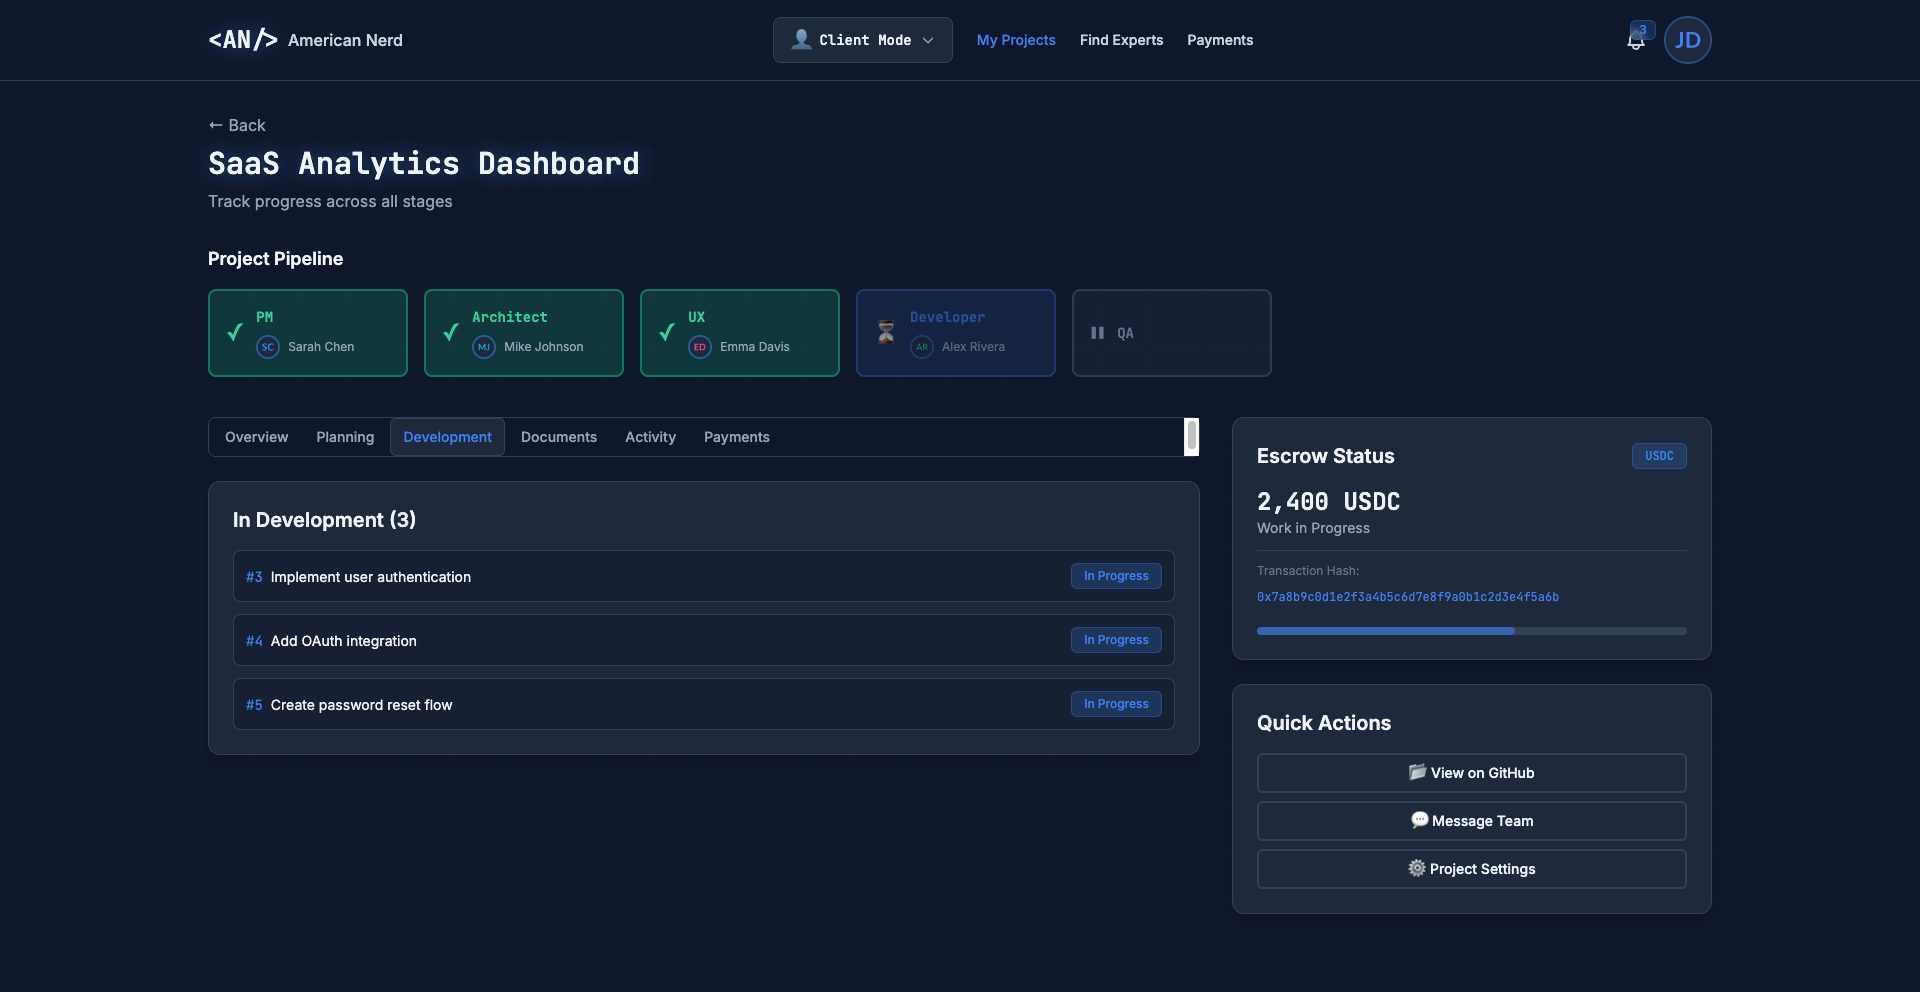 <AN/> American Nerd
Client Mode
My Projects
Find Experts
Payments
3
JD
← Back
SaaS Analytics Dashboard
Track progress across all stages
Project Pipeline
PM
SC Sarah Chen
Architect
MJ Mike Johnson
UX
ED Emma Davis
Developer
AR Alex Rivera
QA
Overview
Planning
Development
Documents
Activity
Payments
In Development (3)
#3 Implement user authentication
In Progress
#4 Add OAuth integration
In Progress
#5 Create password reset flow
In Progress
Escrow Status
USDC
2,400 USDC
Work in Progress
Transaction Hash:
0x7a8b9c0d1e2f3a4b5c6d7e8f9a0b1c2d3e4f5a6b
Quick Actions
View on GitHub
Message Team
Project Settings